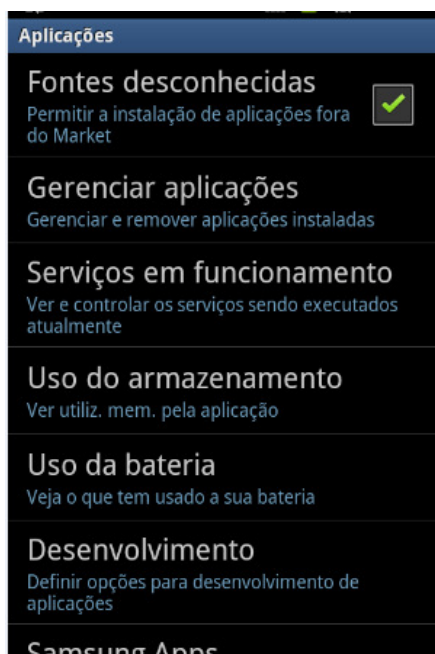 Aplicações
Fontes desconhecidas
Permitir a instalação de aplicações fora
do Market
Gerenciar aplicações
Gerenciar e remover aplicações instaladas
Serviços em funcionamento
Ver e controlar os serviços sendo executados
atualmente
Uso do armazenamento
Ver utiliz. mem. pela aplicação
Uso da bateria
Veja o que tem usado a sua bateria
Desenvolvimento
Definir opções para desenvolvimento de
aplicações
Samsung Apps